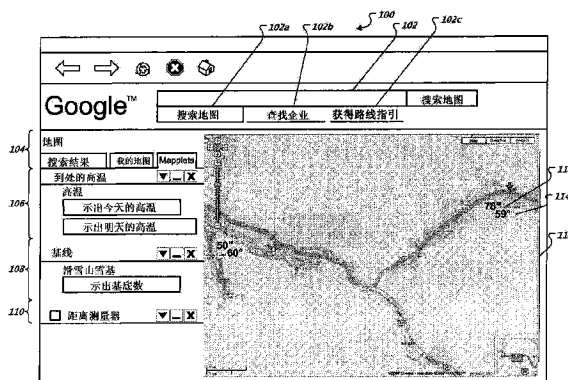 100
102a
102b
102
102c
Google™
搜索地图
搜索地图
查找企业
获得路线指引
104
地图
搜索结果
我的地图
Mapplets
到处的高温
106
高温
示出今天的高温
示出明天的高温
基线
108
滑雪山雪基
示出基底数
110
距离测量器
50°
60°
78°
59°